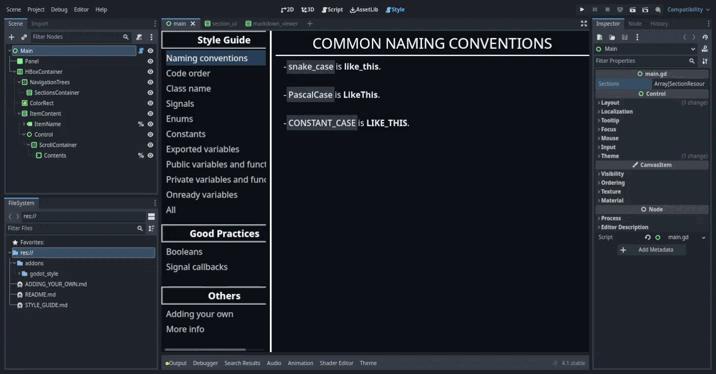 Scene Project Debug Editor Help
2D 3D Script AssetLib Style
Compatibility
Scene Import
Filter Nodes
Main
Panel
HBoxContainer
NavigationTrees
SectionsContainer
ColorRect
ItemContent
ItemName
Control
ScrollContainer
Contents
FileSystem
res://
Filter Files
Favorites:
res://
addons
godot_style
ADDING_YOUR_OWN.md
README.md
STYLE_GUIDE.md
main section_ui markdown_viewer
Style Guide
Naming conventions
Code order
Class name
Signals
Enums
Constants
Exported variables
Public variables and funct
Private variables and func
Onready variables
All
Good Practices
Booleans
Signal callbacks
Others
Adding your own
More info
COMMON NAMING CONVENTIONS
- snake_case is like_this.
- PascalCase is LikeThis.
- CONSTANT_CASE is LIKE_THIS.
Output Debugger Search Results Audio Animation Shader Editor Theme
4.1.stable
Inspector Node History
Main
Filter Properties
main.gd
Sections Array[SectionResour
Control
Layout (1 change)
Localization
Tooltip
Focus
Mouse
Input
Theme (1 change)
CanvasItem
Visibility
Ordering
Texture
Material
Node
Process
Editor Description
Script main.gd
Add Metadata